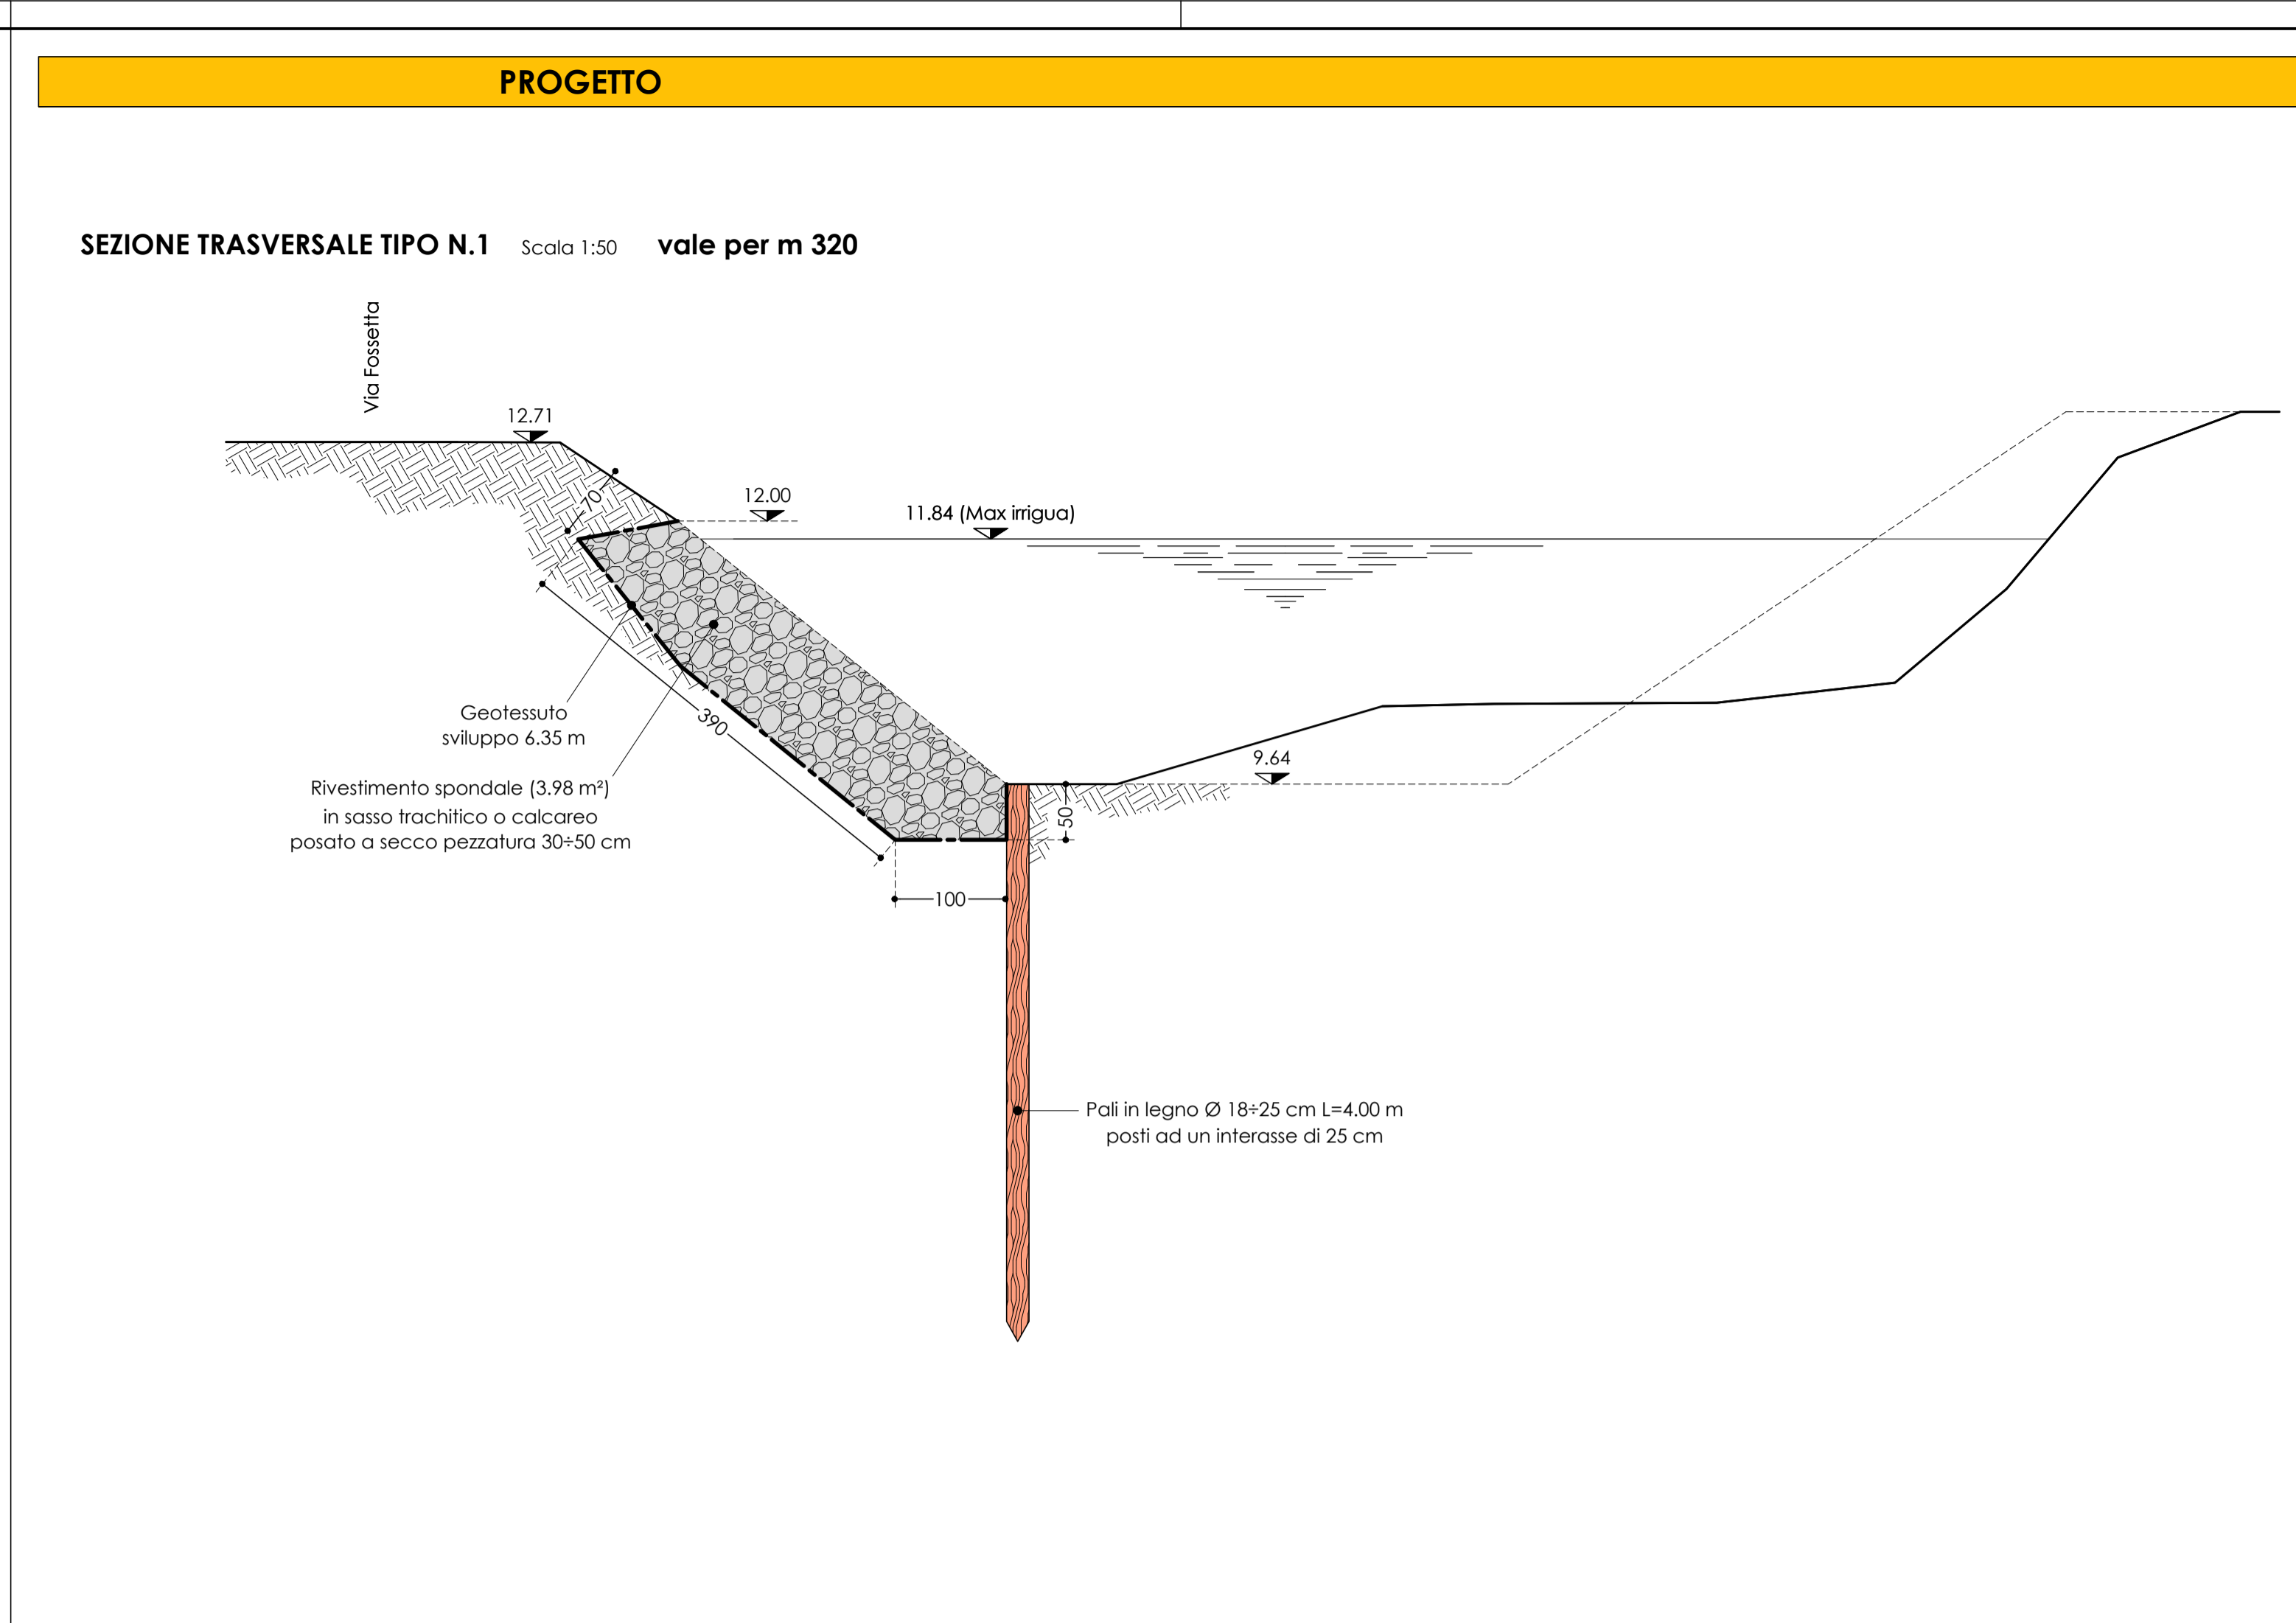 PROGETTO
SEZIONE TRASVERSALE TIPO N.1 Scala 1:50 vale per m 320
Via Fossetta
12.71
70
12.00
11.84 (Max irrigua)
390
Geotessuto
sviluppo 6.35 m
Rivestimento spondale (3.98 m²)
in sasso trachitico o calcareo
posato a secco pezzatura 30÷50 cm
9.64
50
100
Pali in legno Ø 18÷25 cm L=4.00 m
posti ad un interasse di 25 cm